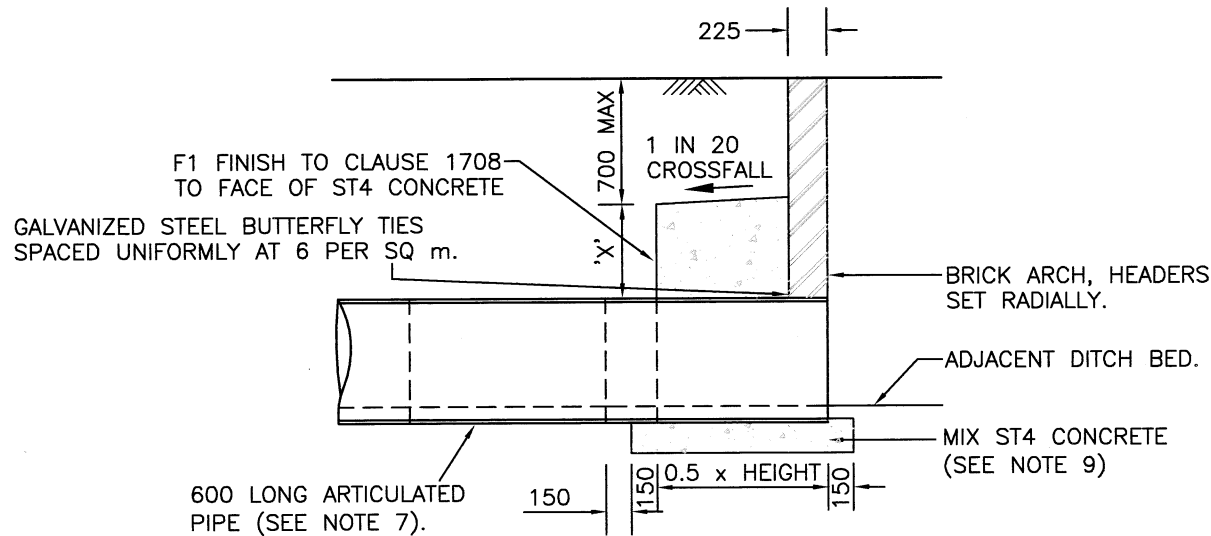 225
700 MAX
1 IN 20
CROSSFALL
F1 FINISH TO CLAUSE 1708
TO FACE OF ST4 CONCRETE
GALVANIZED STEEL BUTTERFLY TIES
SPACED UNIFORMLY AT 6 PER SQ m.
'X'
BRICK ARCH, HEADERS
SET RADIALLY.
ADJACENT DITCH BED.
MIX ST4 CONCRETE
(SEE NOTE 9)
150
0.5 x HEIGHT
150
150
600 LONG ARTICULATED
PIPE (SEE NOTE 7).